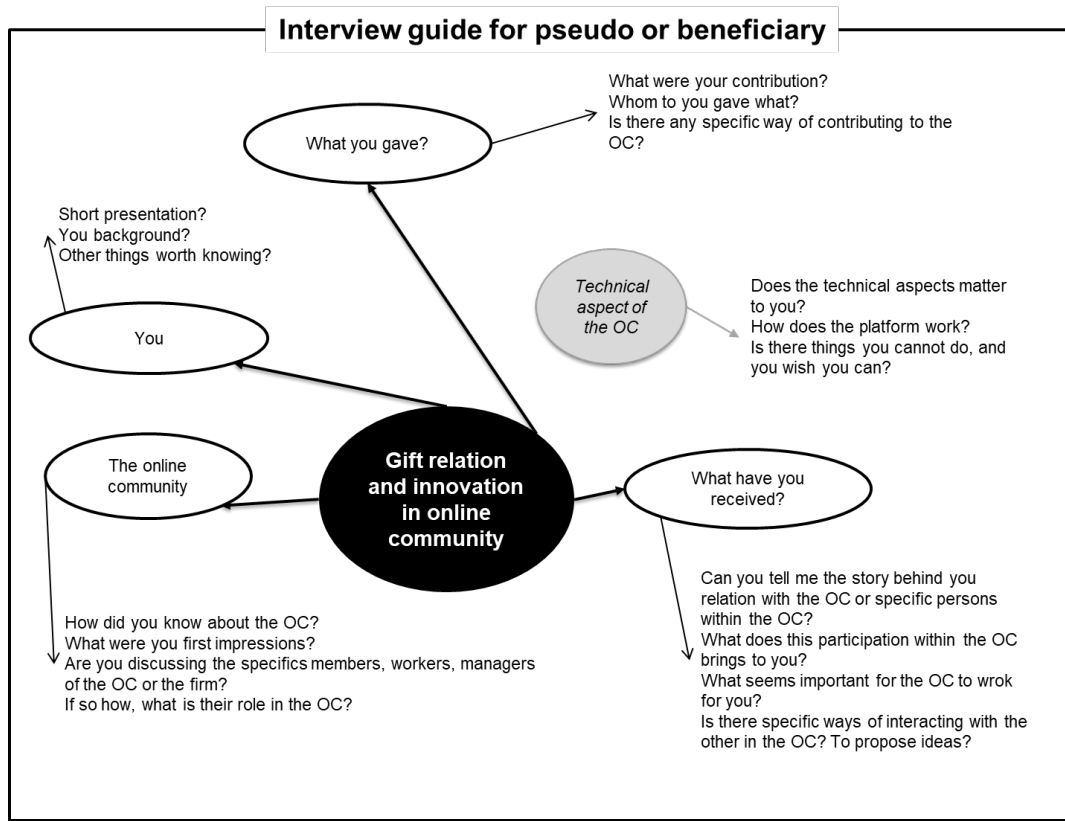 Interview guide for pseudo or beneficiary
What were your contribution?
Whom to you gave what?
Is there any specific way of contributing to the
OC?
What you gave?
Short presentation?
You background?
Other things worth knowing?
You
Technical
aspect of
the OC
Does the technical aspects matter
to you?
How does the platform work?
Is there things you cannot do, and
you wish you can?
The online
community
Gift relation
and innovation
in online
community
What have you
received?
How did you know about the OC?
What were you first impressions?
Are you discussing the specifics members, workers, managers
of the OC or the firm?
If so how, what is their role in the OC?
Can you tell me the story behind you
relation with the OC or specific persons
within the OC?
What does this participation within the OC
brings to you?
What seems important for the OC to wrok
for you?
Is there specific ways of interacting with the
other in the OC? To propose ideas?